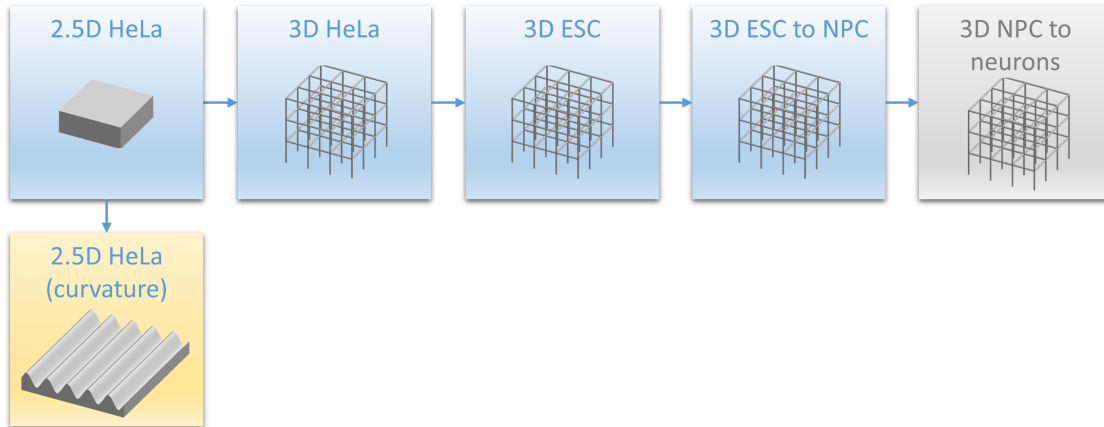 2.5D HeLa
3D HeLa
3D ESC
3D ESC to NPC
3D NPC to
neurons
2.5D HeLa
(curvature)